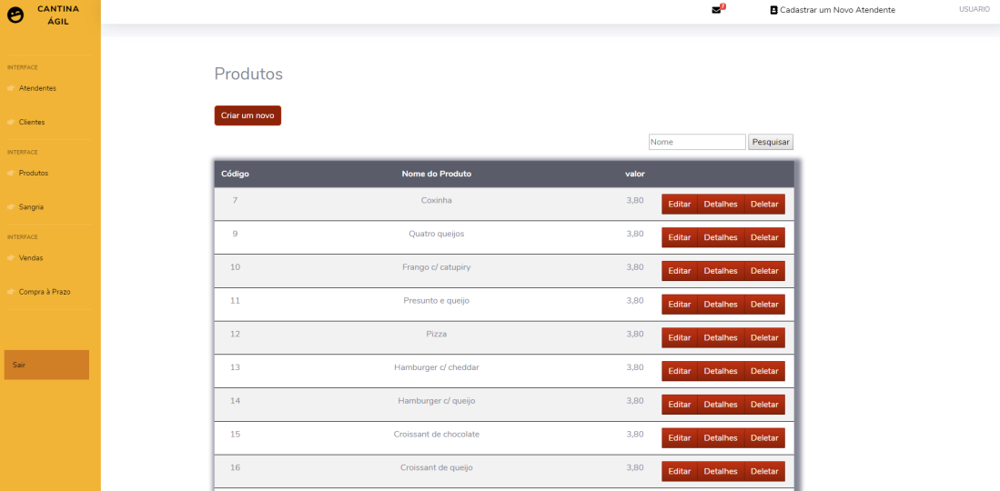 CANTINA
ÁGIL
7
Cadastrar um Novo Atendente
USUARIO
INTERFACE
Atendentes
Clientes
INTERFACE
Produtos
Sangria
INTERFACE
Vendas
Compra à Prazo
Sair
Produtos
Criar um novo
Nome Pesquisar
Código Nome do Produto valor
7 Coxinha 3,80 Editar Detalhes Deletar
9 Quatro queijos 3,80 Editar Detalhes Deletar
10 Frango c/ catupiry 3,80 Editar Detalhes Deletar
11 Presunto e queijo 3,80 Editar Detalhes Deletar
12 Pizza 3,80 Editar Detalhes Deletar
13 Hamburger c/ cheddar 3,80 Editar Detalhes Deletar
14 Hamburger c/ queijo 3,80 Editar Detalhes Deletar
15 Croissant de chocolate 3,80 Editar Detalhes Deletar
16 Croissant de queijo 3,80 Editar Detalhes Deletar